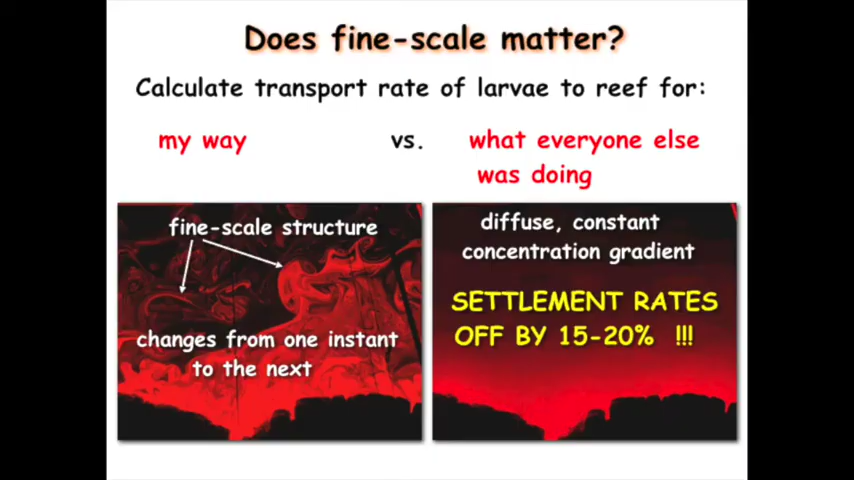 Does fine-scale matter?
Calculate transport rate of larvae to reef for:
my way vs. what everyone else
was doing
fine-scale structure
changes from one instant
to the next
diffuse, constant
concentration gradient
SETTLEMENT RATES
OFF BY 15-20% !!!